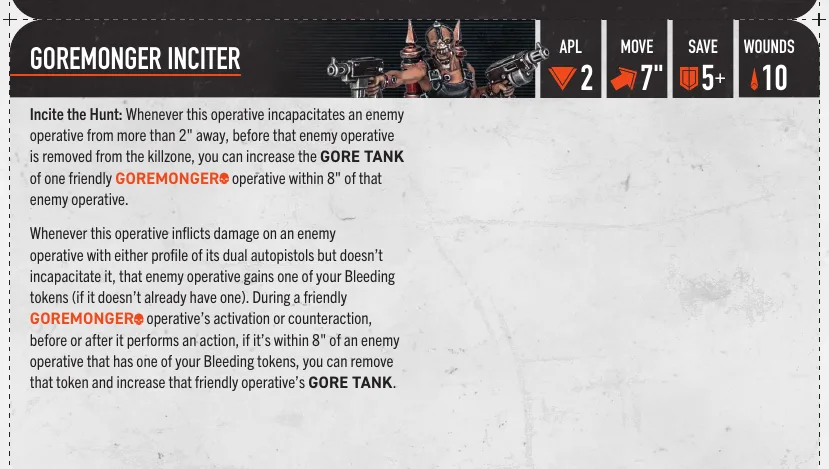 GOREMONGER INCITER
APL
2
MOVE
7"
SAVE
5+
WOUNDS
10
Incite the Hunt: Whenever this operative incapacitates an enemy
operative from more than 2" away, before that enemy operative
is removed from the killzone, you can increase the GORE TANK
of one friendly GOREMONGER operative within 8" of that
enemy operative.
Whenever this operative inflicts damage on an enemy
operative with either profile of its dual autopistols but doesn't
incapacitate it, that enemy operative gains one of your Bleeding
tokens (if it doesn't already have one). During a friendly
GOREMONGER operative's activation or counteraction,
before or after it performs an action, if it's within 8" of an enemy
operative that has one of your Bleeding tokens, you can remove
that token and increase that friendly operative's GORE TANK.